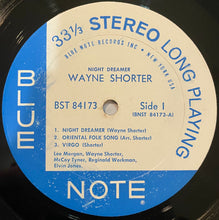 33⅓ STEREO LONG PLAYING
BLUE NOTE RECORDS INC • NEW YORK USA
NIGHT DREAMER
WAYNE SHORTER
BST 84173
Side 1
(BNST 84173-A)
1. NIGHT DREAMER (Wayne Shorter)
2. ORIENTAL FOLK SONG (Arr. Shorter)
3. VIRGO (Shorter)
Lee Morgan, Wayne Shorter,
McCoy Tyner, Reginald Workman,
Elvin Jones.
BLUE
NOTE